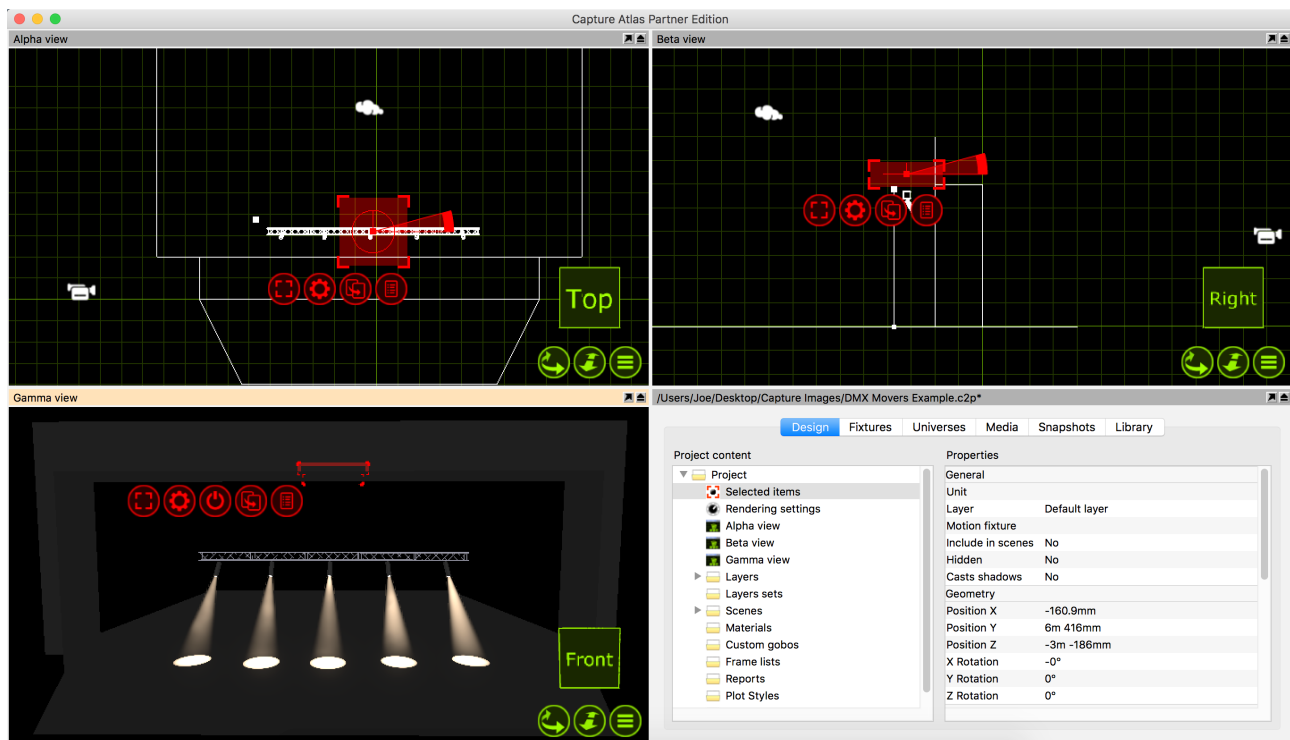 Capture Atlas Partner Edition
Alpha view
Beta view
Top
Right
Gamma view
Front
/Users/Joe/Desktop/Capture Images/DMX Movers Example.c2p*
Design Fixtures Universes Media Snapshots Library
Project content
Project
Selected items
Rendering settings
Alpha view
Beta view
Gamma view
Layers
Layers sets
Scenes
Materials
Custom gobos
Frame lists
Reports
Plot Styles
Properties
General
Unit
Layer Default layer
Motion fixture
Include in scenes No
Hidden No
Casts shadows No
Geometry
Position X -160.9mm
Position Y 6m 416mm
Position Z -3m -186mm
X Rotation -0°
Y Rotation 0°
Z Rotation 0°